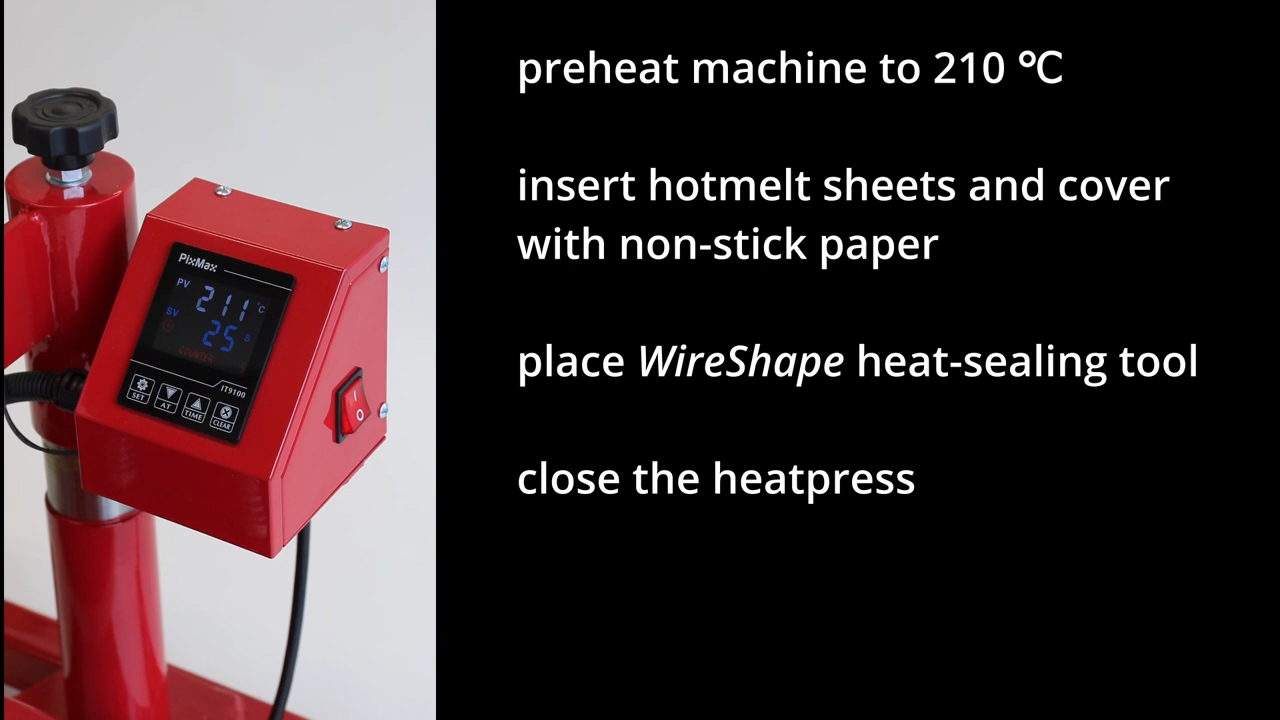 preheat machine to 210 ℃
insert hotmelt sheets and cover
with non-stick paper
place WireShape heat-sealing tool
close the heatpress
PixMax
PV 211 °C
SV 25 S
COUNTER
IT9100
SET
AT
TIME
CLEAR
I
O